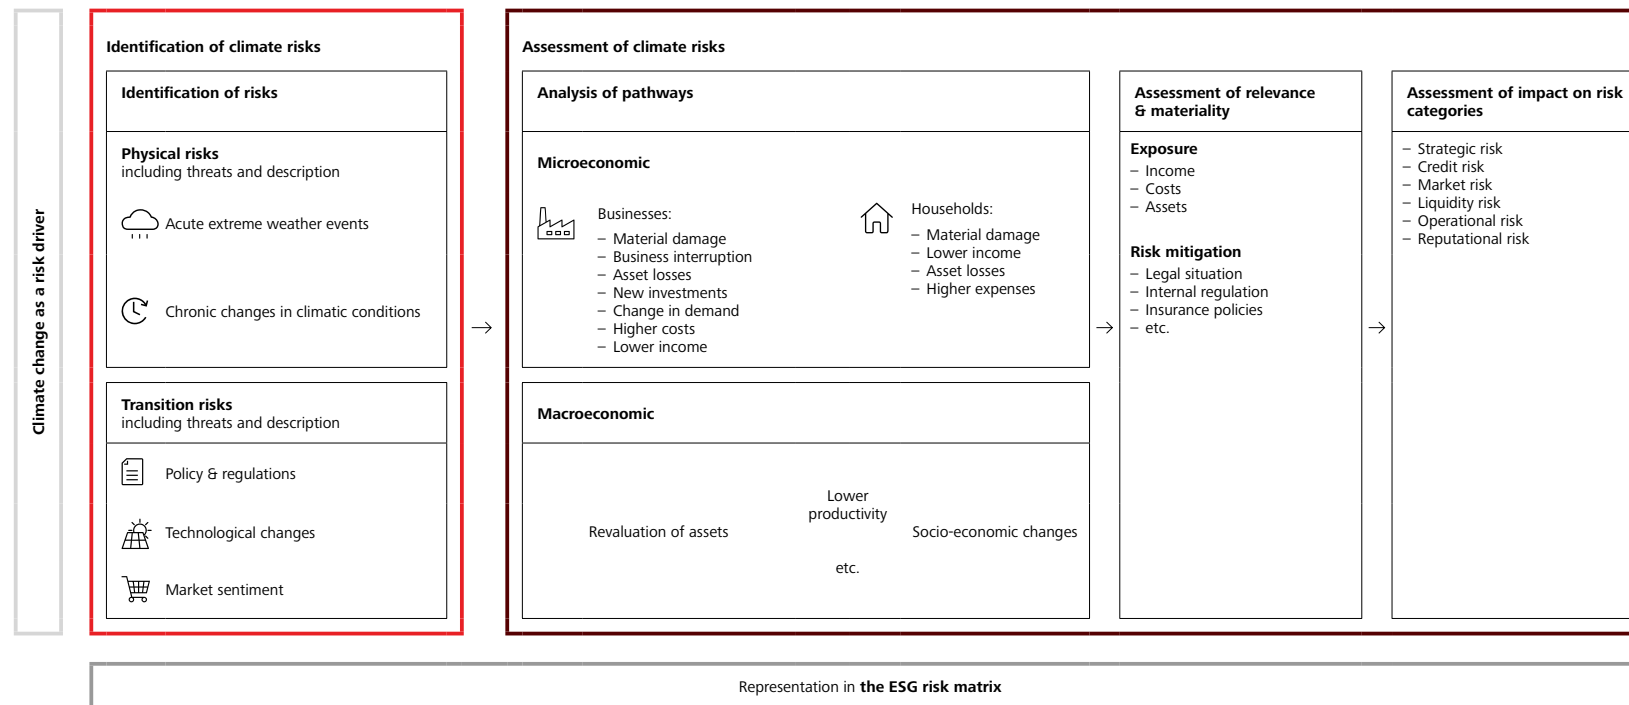 Climate change as a risk driver
Identification of climate risks
Identification of risks
Physical risks
including threats and description
Acute extreme weather events
Chronic changes in climatic conditions
Transition risks
including threats and description
Policy & regulations
Technological changes
Market sentiment
Assessment of climate risks
Analysis of pathways
Microeconomic
Businesses:
– Material damage
– Business interruption
– Asset losses
– New investments
– Change in demand
– Higher costs
– Lower income
Households:
– Material damage
– Lower income
– Asset losses
– Higher expenses
Macroeconomic
Revaluation of assets
Lower
productivity
Socio-economic changes
etc.
Assessment of relevance
& materiality
Exposure
– Income
– Costs
– Assets
Risk mitigation
– Legal situation
– Internal regulation
– Insurance policies
– etc.
Assessment of impact on risk
categories
– Strategic risk
– Credit risk
– Market risk
– Liquidity risk
– Operational risk
– Reputational risk
Representation in the ESG risk matrix